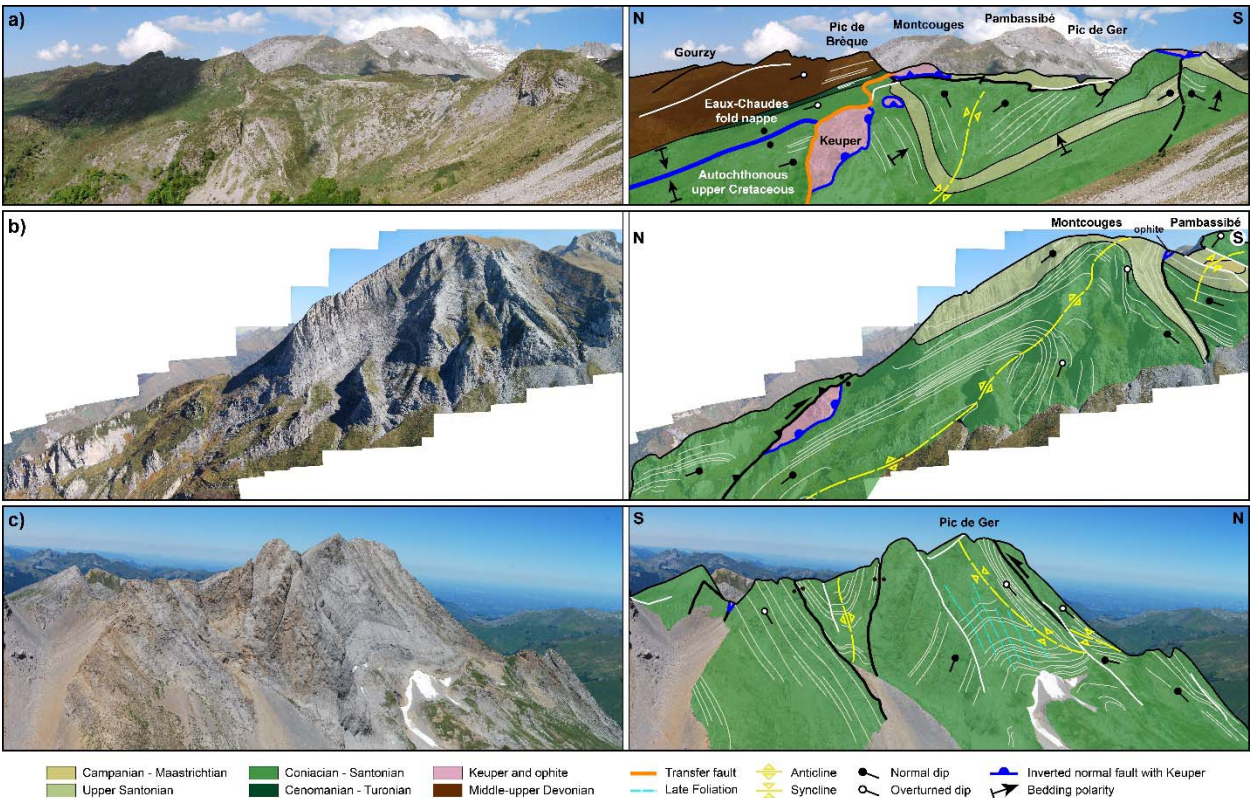 a)
N
Pic de
Brèque
Montcouges
Pambassibé
Pic de Ger
S
Gourzy
Eaux-Chaudes
fold nappe
Keuper
Autochthonous
upper Cretaceous
b)
N
Montcouges
ophite
Pambassibé
S
c)
S
Pic de Ger
N
Campanian - Maastrichtian
Coniacian - Santonian
Keuper and ophite
Transfer fault
Anticline
Normal dip
Inverted normal fault with Keuper
Upper Santonian
Cenomanian - Turonian
Middle-upper Devonian
Late Foliation
Syncline
Overturned dip
Bedding polarity